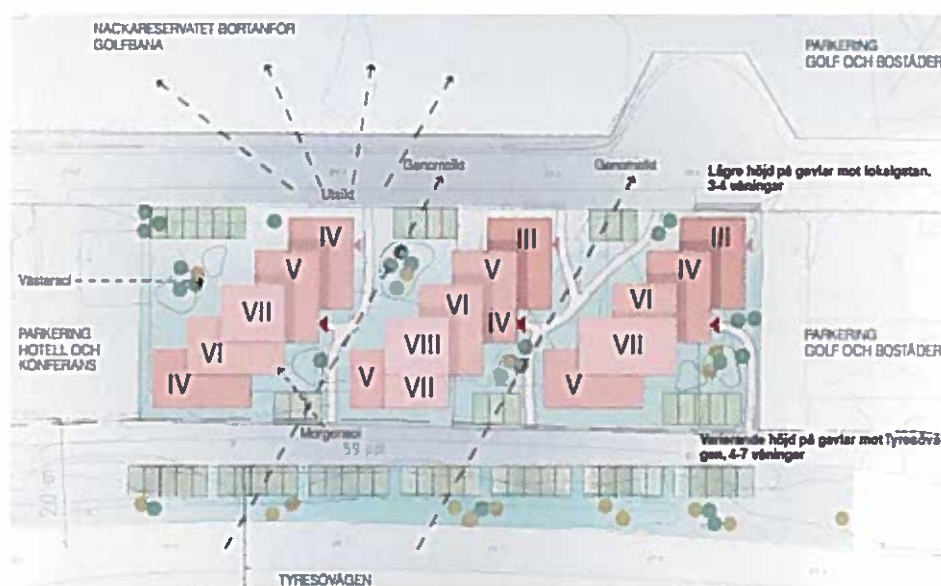 NACKARESERVATET BORTANFÖR
GOLFBANA
PARKERING
GOLF OCH BOSTÄDER
Utsikt
Genomsikt
Genomsikt
Lägre höjd på gavlar mot lokalgatan,
3-4 våningar
IV
V
VII
VI
IV
III
V
VI
IV
VIII
V
VII
III
IV
VI
VII
V
Västersol
PARKERING
HOTELL OCH
KONFERANS
PARKERING
GOLF OCH BOSTÄDER
Morgonsol
59 ppl
Varierande höjd på gavlar mot Tyresövä-
gen, 4-7 våningar
TYRESÖVÄGEN